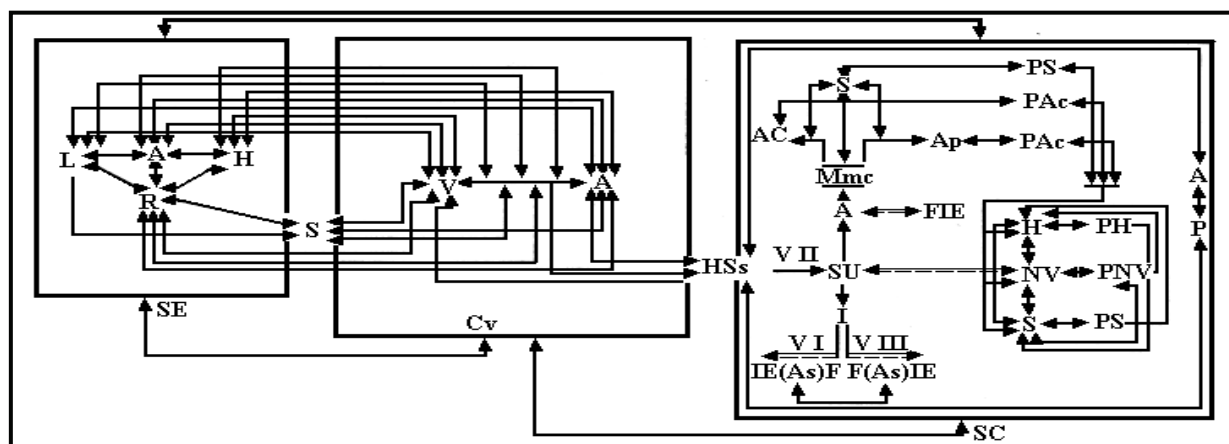 S PS
PAc
AC Ap PAc
L A H
Mmc
V A
A
R
A FIE
H PH
P
S
HSs V II SU NV PNV
SE
I
S PS
Cv
V I V III
IE(As)F F(As)IE
SC